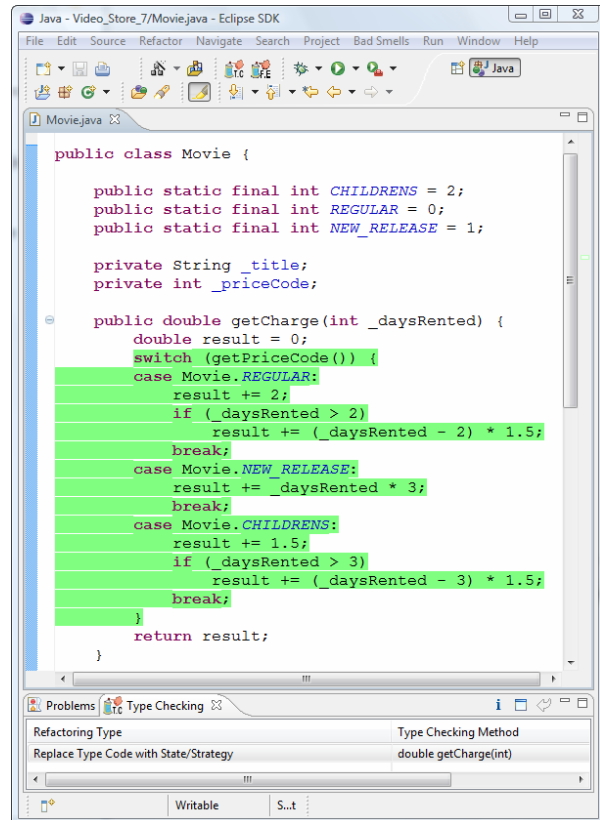 Java - Video_Store_7/Movie.java - Eclipse SDK
File Edit Source Refactor Navigate Search Project Bad Smells Run Window Help
T.C F.E Java
Movie.java
public class Movie {
public static final int CHILDRENS = 2;
public static final int REGULAR = 0;
public static final int NEW_RELEASE = 1;
private String _title;
private int _priceCode;
public double getCharge(int _daysRented) {
double result = 0;
switch (getPriceCode()) {
case Movie.REGULAR:
result += 2;
if (_daysRented > 2)
result += (_daysRented - 2) * 1.5;
break;
case Movie.NEW_RELEASE:
result += _daysRented * 3;
break;
case Movie.CHILDRENS:
result += 1.5;
if (_daysRented > 3)
result += (_daysRented - 3) * 1.5;
break;
}
return result;
}
Problems T.C Type Checking
Refactoring Type Type Checking Method
Replace Type Code with State/Strategy double getCharge(int)
Writable S...t